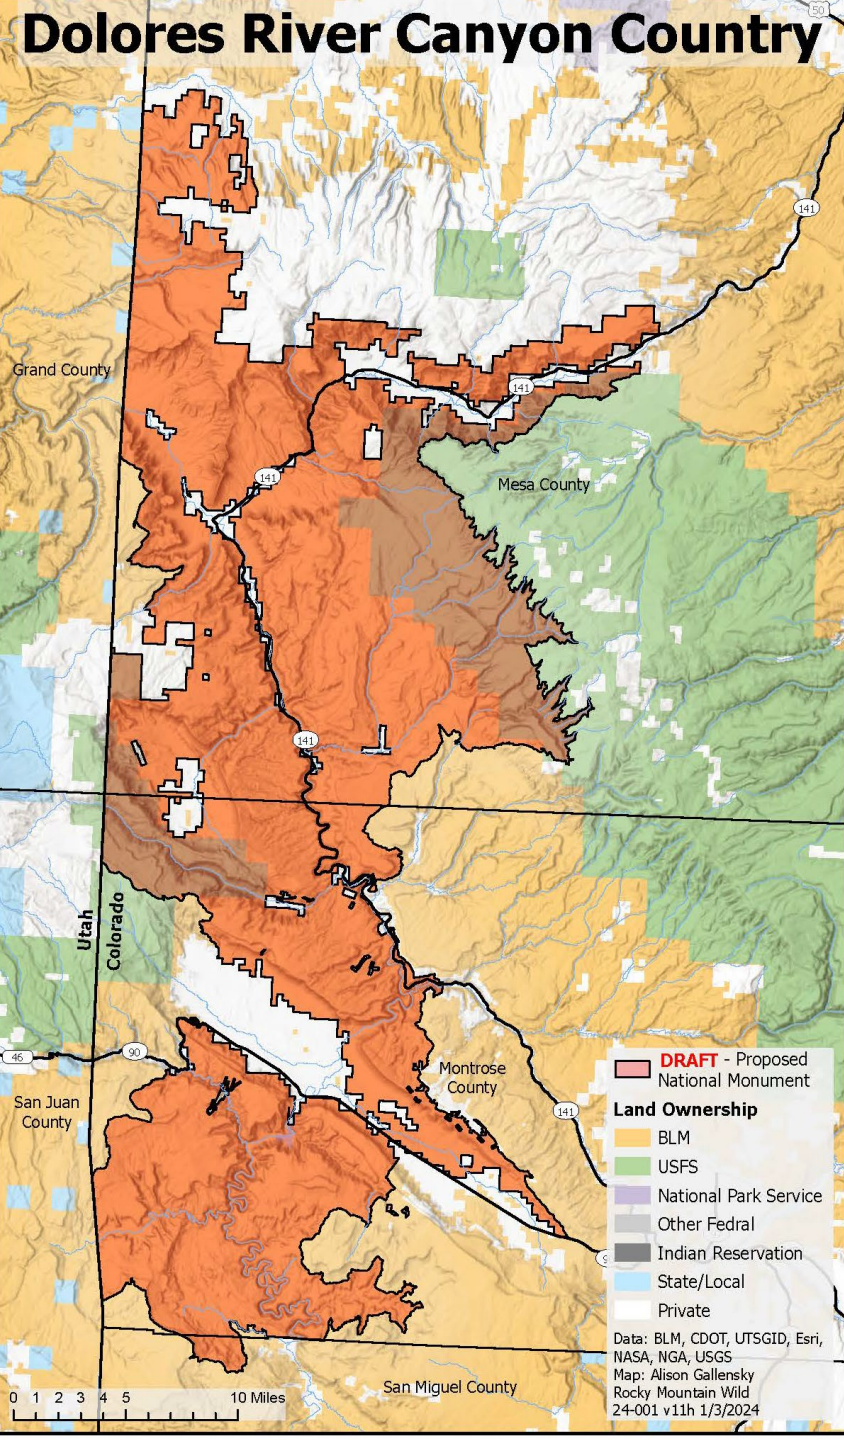 Dolores River Canyon Country
50
141
Grand County
141
141
Mesa County
141
Utah
Colorado
46
90
San Juan
County
Montrose
County
141
DRAFT - Proposed
National Monument
Land Ownership
BLM
USFS
National Park Service
Other Fedral
Indian Reservation
State/Local
Private
Data: BLM, CDOT, UTSGID, Esri,
NASA, NGA, USGS
Map: Alison Gallensky
Rocky Mountain Wild
24-001 v11h 1/3/2024
San Miguel County
0 1 2 3 4 5 10 Miles